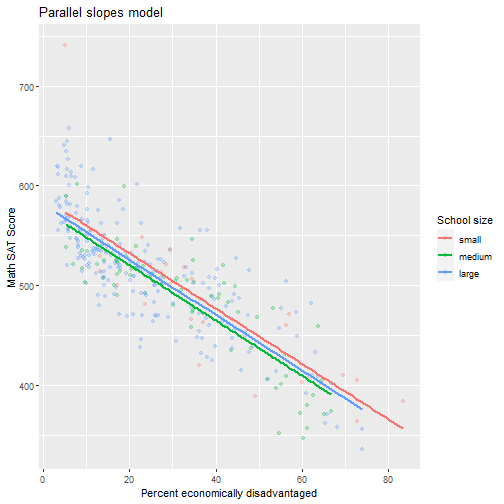 Parallel slopes model
Math SAT Score
700
600
500
400
0 20 40 60 80
Percent economically disadvantaged
School size
small
medium
large